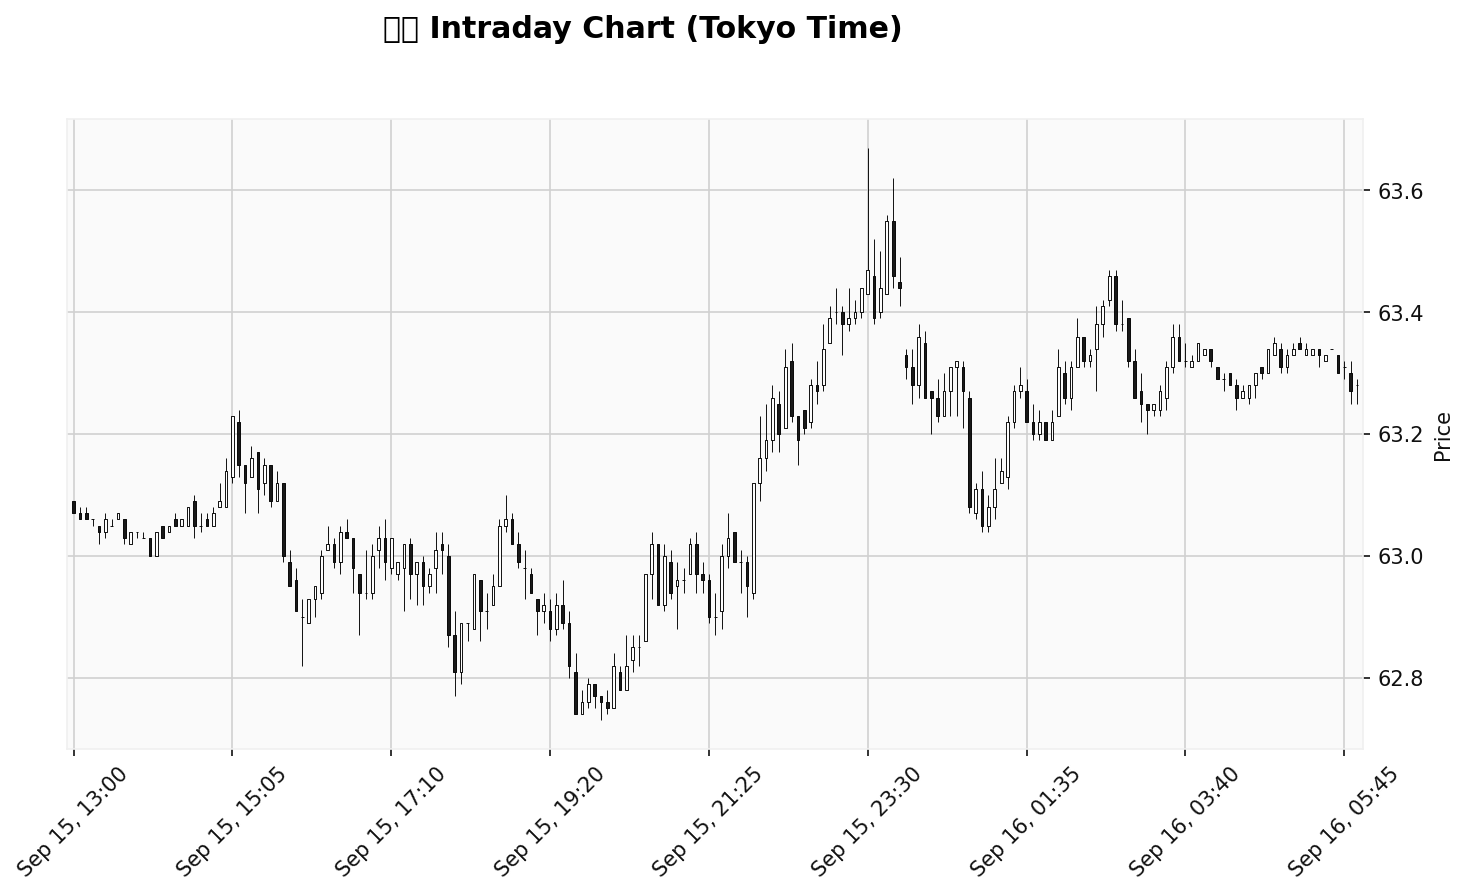 Intraday Chart (Tokyo Time)
63.6
63.4
63.2
63.0
62.8
Price
Sep 15, 13:00
Sep 15, 15:05
Sep 15, 17:10
Sep 15, 19:20
Sep 15, 21:25
Sep 15, 23:30
Sep 16, 01:35
Sep 16, 03:40
Sep 16, 05:45